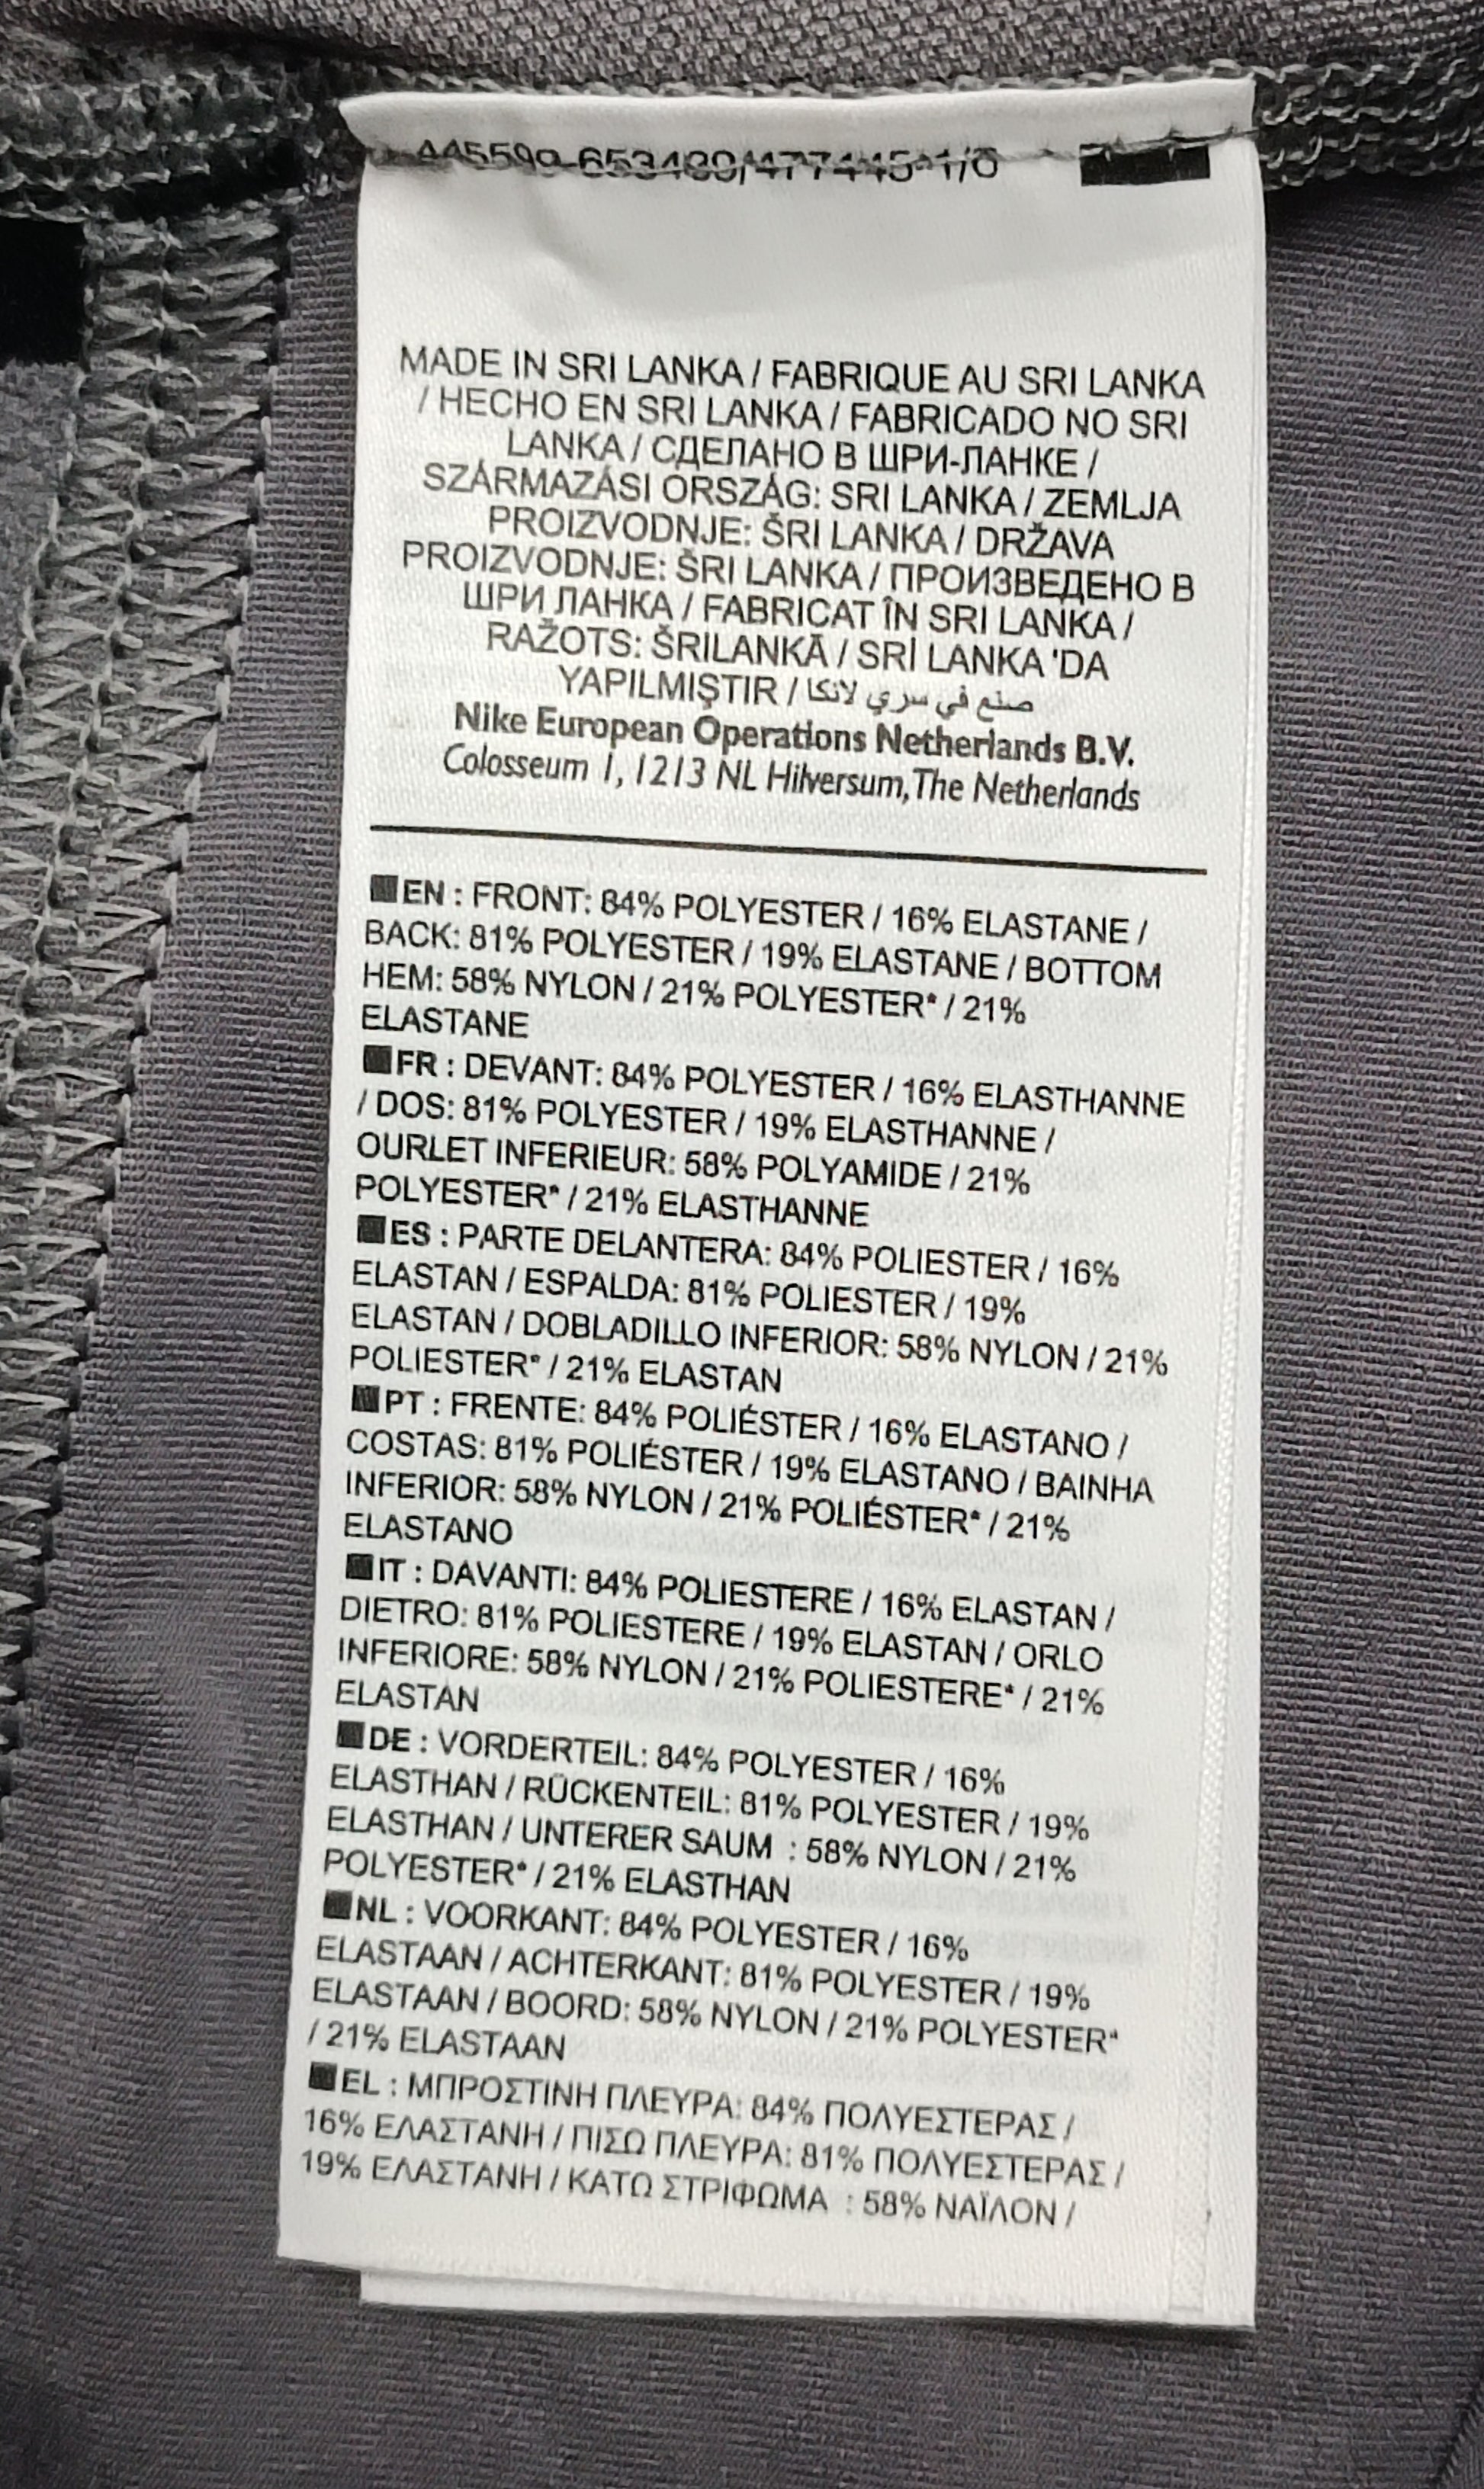 MADE IN SRI LANKA / FABRIQUE AU SRI LANKA
/ HECHO EN SRI LANKA / FABRICADO NO SRI
LANKA / СДЕЛАНО В ШРИ-ЛАНКЕ /
SZÁRMAZÁSI ORSZÁG: SRI LANKA / ZEMLJA
PROIZVODNJE: ŠRI LANKA / DRŽAVA
PROIZVODNJE: ŠRI LANKA / ПРОИЗВЕДЕНО В
ШРИ ЛАНКА / FABRICAT ÎN SRI LANKA /
RAŽOTS: ŠRILANKĀ / SRİ LANKA 'DA
YAPILMIŞTIR / صنع في سري لانكا
Nike European Operations Netherlands B.V.
Colosseum 1, 1213 NL Hilversum, The Netherlands
EN : FRONT: 84% POLYESTER / 16% ELASTANE /
BACK: 81% POLYESTER / 19% ELASTANE / BOTTOM
HEM: 58% NYLON / 21% POLYESTER* / 21%
ELASTANE
FR : DEVANT: 84% POLYESTER / 16% ELASTHANNE
/ DOS: 81% POLYESTER / 19% ELASTHANNE /
OURLET INFERIEUR: 58% POLYAMIDE / 21%
POLYESTER* / 21% ELASTHANNE
ES : PARTE DELANTERA: 84% POLIESTER / 16%
ELASTAN / ESPALDA: 81% POLIESTER / 19%
ELASTAN / DOBLADILLO INFERIOR: 58% NYLON / 21%
POLIESTER* / 21% ELASTAN
PT : FRENTE: 84% POLIÉSTER / 16% ELASTANO /
COSTAS: 81% POLIÉSTER / 19% ELASTANO / BAINHA
INFERIOR: 58% NYLON / 21% POLIÉSTER* / 21%
ELASTANO
IT : DAVANTI: 84% POLIESTERE / 16% ELASTAN /
DIETRO: 81% POLIESTERE / 19% ELASTAN / ORLO
INFERIORE: 58% NYLON / 21% POLIESTERE* / 21%
ELASTAN
DE : VORDERTEIL: 84% POLYESTER / 16%
ELASTHAN / RÜCKENTEIL: 81% POLYESTER / 19%
ELASTHAN / UNTERER SAUM : 58% NYLON / 21%
POLYESTER* / 21% ELASTHAN
NL : VOORKANT: 84% POLYESTER / 16%
ELASTAAN / ACHTERKANT: 81% POLYESTER / 19%
ELASTAAN / BOORD: 58% NYLON / 21% POLYESTER*
/ 21% ELASTAAN
EL : ΜΠΡΟΣΤΙΝΗ ΠΛΕΥΡΑ: 84% ΠΟΛΥΕΣΤΕΡΑΣ /
16% ΕΛΑΣΤΑΝΗ / ΠΙΣΩ ΠΛΕΥΡΑ: 81% ΠΟΛΥΕΣΤΕΡΑΣ /
19% ΕΛΑΣΤΑΝΗ / ΚΑΤΩ ΣΤΡΙΦΩΜΑ : 58% ΝΑΪΛΟΝ /